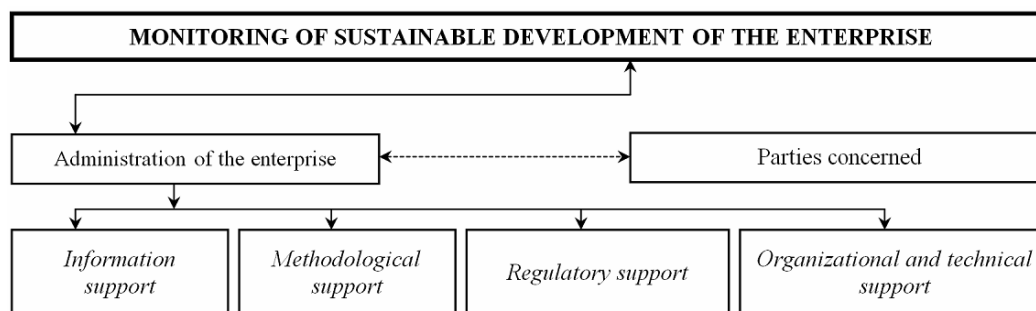 MONITORING OF SUSTAINABLE DEVELOPMENT OF THE ENTERPRISE
Administration of the enterprise
Parties concerned
Information
support
Methodological
support
Regulatory support
Organizational and technical
support